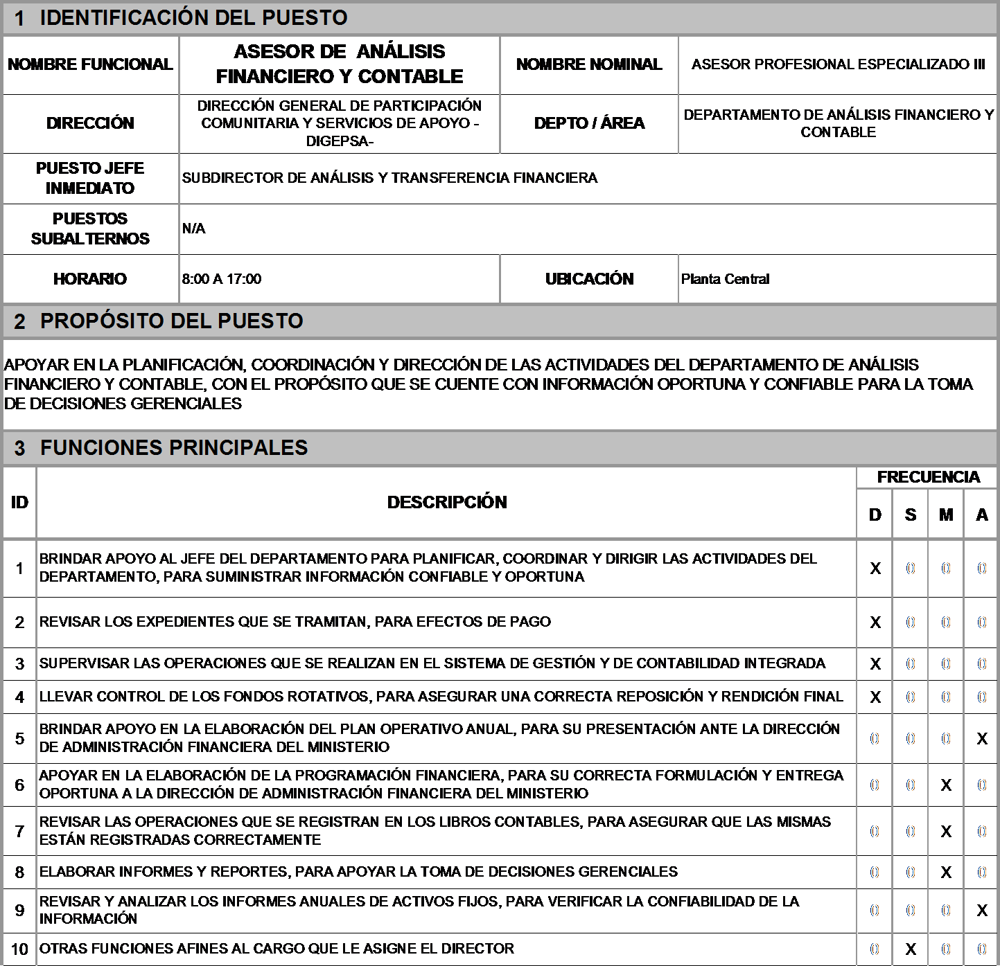 1 IDENTIFICACIÓN DEL PUESTO
NOMBRE FUNCIONAL
ASESOR DE ANÁLISIS
FINANCIERO Y CONTABLE
NOMBRE NOMINAL
ASESOR PROFESIONAL ESPECIALIZADO III
DIRECCIÓN
DIRECCIÓN GENERAL DE PARTICIPACIÓN
COMUNITARIA Y SERVICIOS DE APOYO -
DIGEPSA-
DEPTO / ÁREA
DEPARTAMENTO DE ANÁLISIS FINANCIERO Y
CONTABLE
PUESTO JEFE
INMEDIATO
SUBDIRECTOR DE ANÁLISIS Y TRANSFERENCIA FINANCIERA
PUESTOS
SUBALTERNOS
N/A
HORARIO
8:00 A 17:00
UBICACIÓN
Planta Central
2 PROPÓSITO DEL PUESTO
APOYAR EN LA PLANIFICACIÓN, COORDINACIÓN Y DIRECCIÓN DE LAS ACTIVIDADES DEL DEPARTAMENTO DE ANÁLISIS
FINANCIERO Y CONTABLE, CON EL PROPÓSITO QUE SE CUENTE CON INFORMACIÓN OPORTUNA Y CONFIABLE PARA LA TOMA
DE DECISIONES GERENCIALES
3 FUNCIONES PRINCIPALES
ID
DESCRIPCIÓN
FRECUENCIA
D S M A
1 BRINDAR APOYO AL JEFE DEL DEPARTAMENTO PARA PLANIFICAR, COORDINAR Y DIRIGIR LAS ACTIVIDADES DEL
DEPARTAMENTO, PARA SUMINISTRAR INFORMACIÓN CONFIABLE Y OPORTUNA
X 0 0 0
2 REVISAR LOS EXPEDIENTES QUE SE TRAMITAN, PARA EFECTOS DE PAGO X 0 0 0
3 SUPERVISAR LAS OPERACIONES QUE SE REALIZAN EN EL SISTEMA DE GESTIÓN Y DE CONTABILIDAD INTEGRADA X 0 0 0
4 LLEVAR CONTROL DE LOS FONDOS ROTATIVOS, PARA ASEGURAR UNA CORRECTA REPOSICIÓN Y RENDICIÓN FINAL X 0 0 0
5 BRINDAR APOYO EN LA ELABORACIÓN DEL PLAN OPERATIVO ANUAL, PARA SU PRESENTACIÓN ANTE LA DIRECCIÓN
DE ADMINISTRACIÓN FINANCIERA DEL MINISTERIO
0 0 0 X
6 APOYAR EN LA ELABORACIÓN DE LA PROGRAMACIÓN FINANCIERA, PARA SU CORRECTA FORMULACIÓN Y ENTREGA
OPORTUNA A LA DIRECCIÓN DE ADMINISTRACIÓN FINANCIERA DEL MINISTERIO
0 0 X 0
7 REVISAR LAS OPERACIONES QUE SE REGISTRAN EN LOS LIBROS CONTABLES, PARA ASEGURAR QUE LAS MISMAS
ESTÁN REGISTRADAS CORRECTAMENTE
0 0 X 0
8 ELABORAR INFORMES Y REPORTES, PARA APOYAR LA TOMA DE DECISIONES GERENCIALES 0 0 X 0
9 REVISAR Y ANALIZAR LOS INFORMES ANUALES DE ACTIVOS FIJOS, PARA VERIFICAR LA CONFIABILIDAD DE LA
INFORMACIÓN
0 0 0 X
10 OTRAS FUNCIONES AFINES AL CARGO QUE LE ASIGNE EL DIRECTOR 0 X 0 0